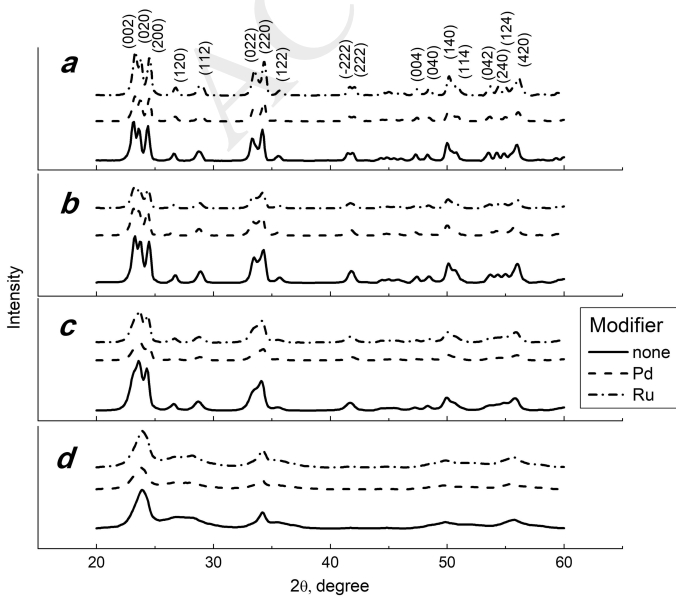 (002)
(020)
(200)
(120)
(112)
(022)
(220)
(122)
(-222)
(222)
(004)
(040)
(140)
(114)
(042)
(240)
(124)
(420)
a
b
c
d
Intensity
Modifier
none
Pd
Ru
20
30
40
50
60
2θ, degree
AC